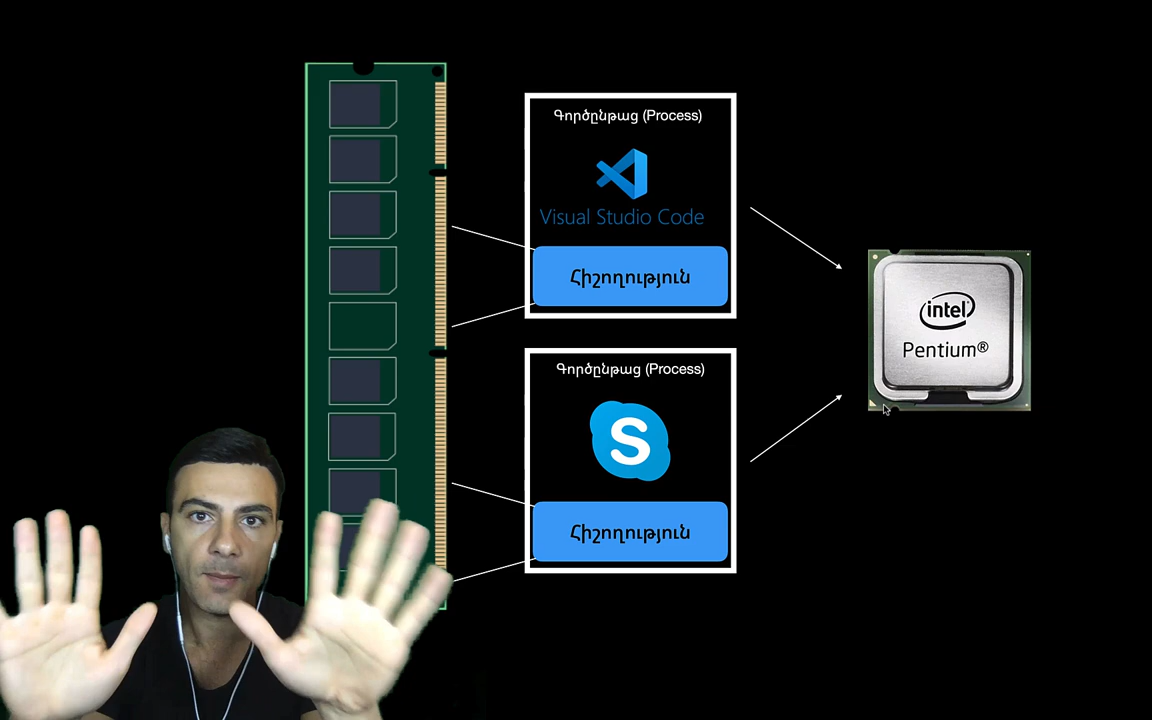 Գործընթաց (Process)
Visual Studio Code
Հիշողություն
Գործընթաց (Process)
S
Հիշողություն
intel
Pentium®